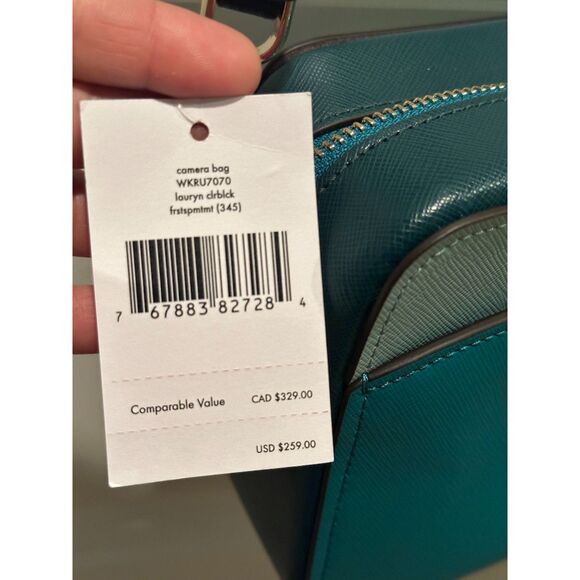 camera bag
WKRU7070
lauryn clrblck
frstspmtmt (345)
7 67883 82728 4
Comparable Value CAD $329.00
USD $259.00